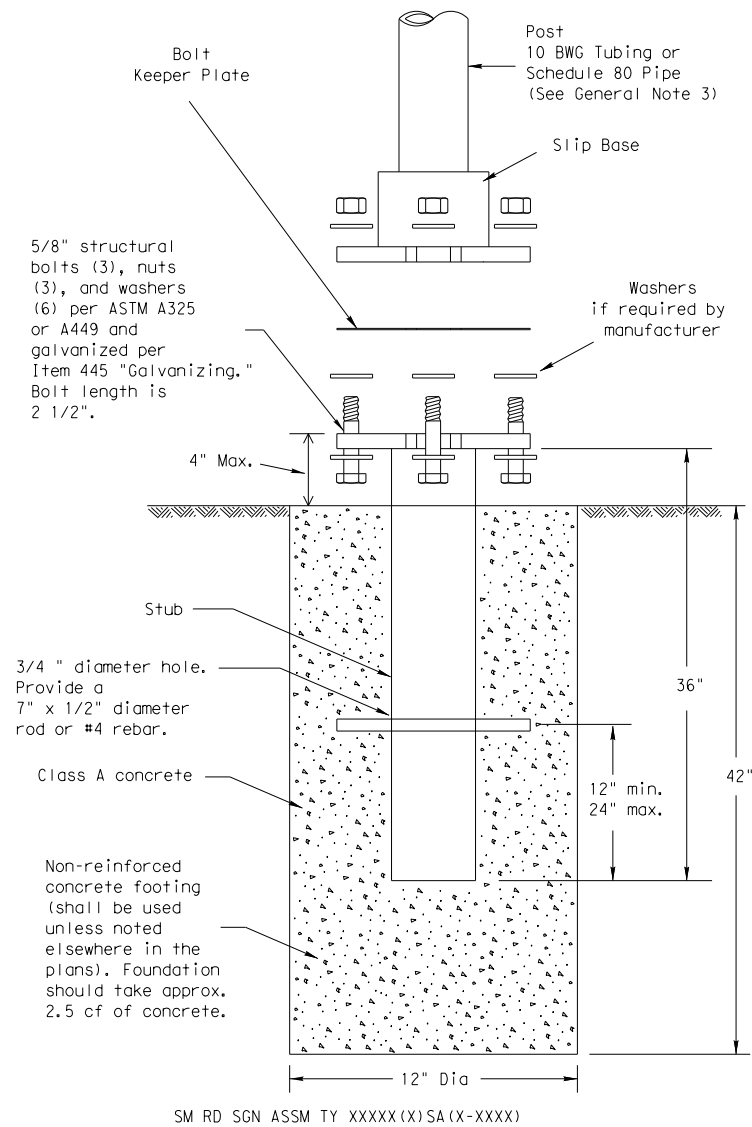 Bolt
Keeper Plate
Post
10 BWG Tubing or
Schedule 80 Pipe
(See General Note 3)
Slip Base
5/8" structural
bolts (3), nuts
(3), and washers
(6) per ASTM A325
or A449 and
galvanized per
Item 445 "Galvanizing."
Bolt length is
2 1/2".
Washers
if required by
manufacturer
4" Max.
Stub
3/4 " diameter hole.
Provide a
7" x 1/2" diameter
rod or #4 rebar.
36"
Class A concrete
12" min.
24" max.
42"
Non-reinforced
concrete footing
(shall be used
unless noted
elsewhere in the
plans). Foundation
should take approx.
2.5 cf of concrete.
12" Dia
SM RD SGN ASSM TY XXXXX(X)SA(X-XXXX)